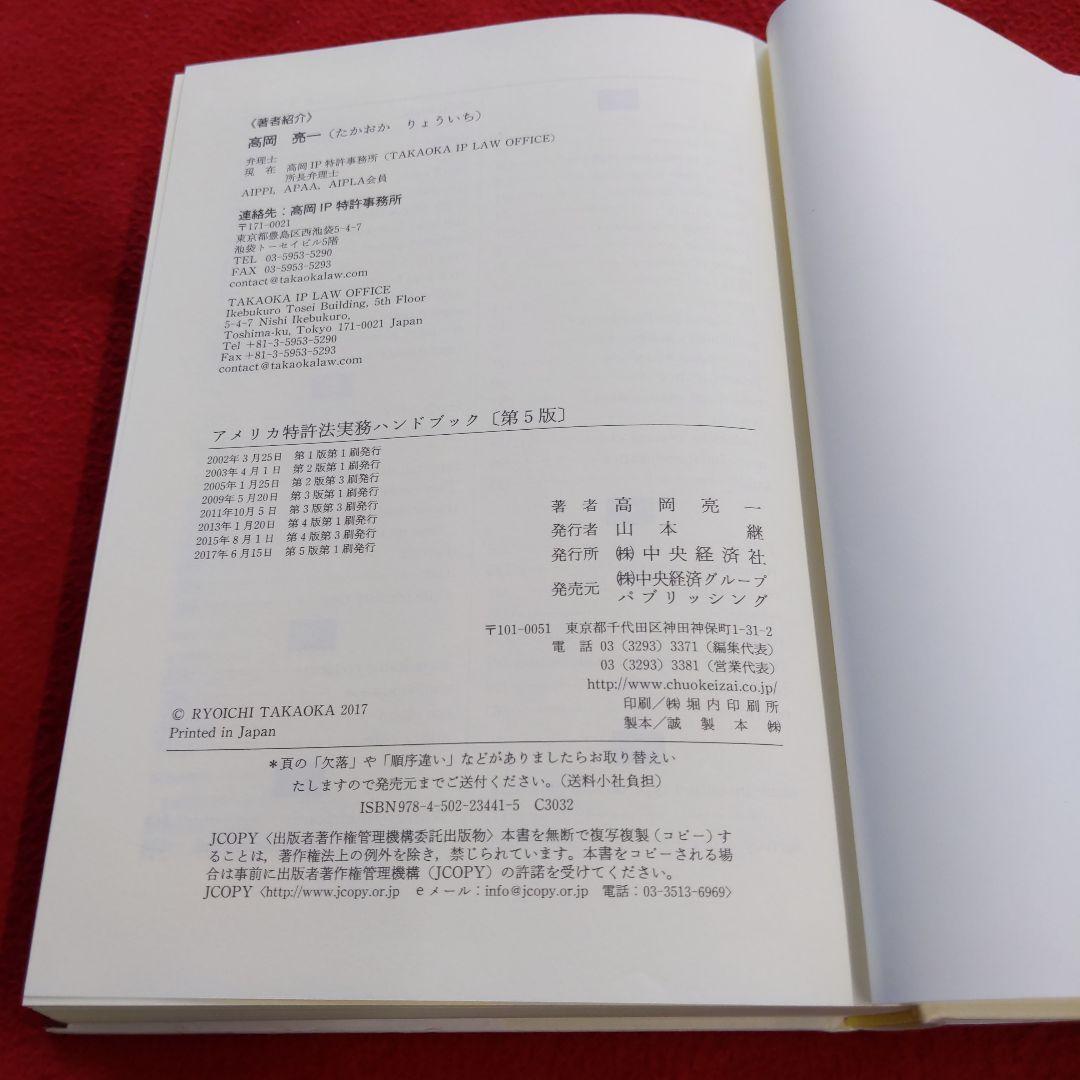 〈著者紹介〉
高岡 亮一（たかおか りょういち）
弁理士
現 在 高岡IP特許事務所（TAKAOKA IP LAW OFFICE）
所長弁理士
AIPPI, APAA, AIPLA会員
連絡先：高岡IP特許事務所
〒171-0021
東京都豊島区西池袋5-4-7
池袋トーセイビル5階
TEL 03-5953-5290
FAX 03-5953-5293
contact@takaokalaw.com
TAKAOKA IP LAW OFFICE
Ikebukuro Tosei Building, 5th Floor
5-4-7 Nishi Ikebukuro,
Toshima-ku, Tokyo 171-0021 Japan
Tel +81-3-5953-5290
Fax +81-3-5953-5293
contact@takaokalaw.com
アメリカ特許法実務ハンドブック〔第5版〕
2002年3月25日 第1版第1刷発行
2003年4月1日 第2版第1刷発行
2005年1月25日 第2版第3刷発行
2009年5月20日 第3版第1刷発行
2011年10月5日 第3版第3刷発行
2013年1月20日 第4版第1刷発行
2015年8月1日 第4版第3刷発行
2017年6月15日 第5版第1刷発行
著 者 高 岡 亮 一
発行者 山 本 継
発行所 ㈱中央経済社
発売元 ㈱中央経済グループ
パブリッシング
〒101-0051 東京都千代田区神田神保町1-31-2
電 話 03（3293）3371（編集代表）
03（3293）3381（営業代表）
http://www.chuokeizai.co.jp/
印刷／㈱堀内印刷所
製本／誠 製 本 ㈱
© RYOICHI TAKAOKA 2017
Printed in Japan
＊頁の「欠落」や「順序違い」などがありましたらお取り替えい
たしますので発売元までご送付ください。（送料小社負担）
ISBN978-4-502-23441-5 C3032
JCOPY〈出版者著作権管理機構委託出版物〉本書を無断で複写複製（コピー）す
ることは，著作権法上の例外を除き，禁じられています。本書をコピーされる場
合は事前に出版者著作権管理機構（JCOPY）の許諾を受けてください。
JCOPY〈http://www.jcopy.or.jp eメール：info@jcopy.or.jp 電話：03-3513-6969〉